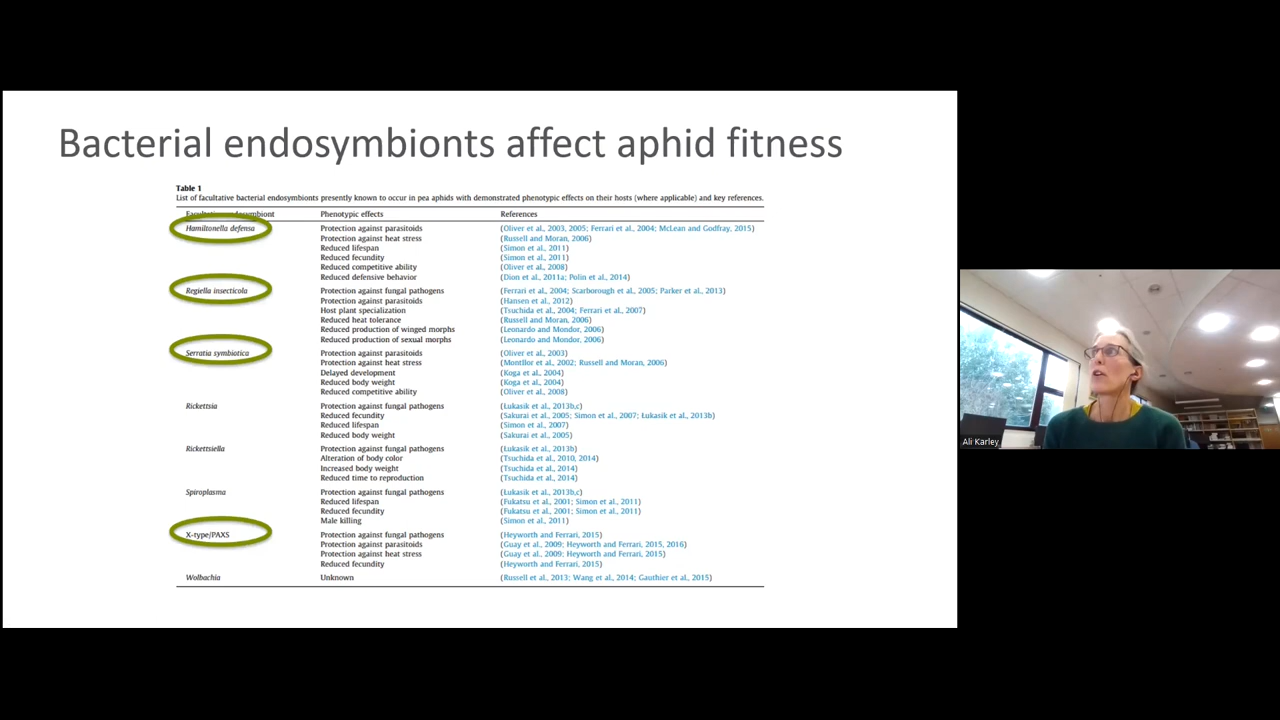 Bacterial endosymbionts affect aphid fitness
Table 1
List of facultative bacterial endosymbionts presently known to occur in pea aphids with demonstrated phenotypic effects on their hosts (where applicable) and key references.
Facultative endosymbiont Phenotypic effects References
Hamiltonella defensa Protection against parasitoids (Oliver et al., 2003, 2005; Ferrari et al., 2004; McLean and Godfray, 2015)
Protection against heat stress (Russell and Moran, 2006)
Reduced lifespan (Simon et al., 2011)
Reduced fecundity (Simon et al., 2011)
Reduced competitive ability (Oliver et al., 2008)
Reduced defensive behavior (Dion et al., 2011a; Polin et al., 2014)
Regiella insecticola Protection against fungal pathogens (Ferrari et al., 2004; Scarborough et al., 2005; Parker et al., 2013)
Protection against parasitoids (Hansen et al., 2012)
Host plant specialization (Tsuchida et al., 2004; Ferrari et al., 2007)
Reduced heat tolerance (Russell and Moran, 2006)
Reduced production of winged morphs (Leonardo and Mondor, 2006)
Reduced production of sexual morphs (Leonardo and Mondor, 2006)
Serratia symbiotica Protection against parasitoids (Oliver et al., 2003)
Protection against heat stress (Montllor et al., 2002; Russell and Moran, 2006)
Delayed development (Koga et al., 2004)
Reduced body weight (Koga et al., 2004)
Reduced competitive ability (Oliver et al., 2008)
Rickettsia Protection against fungal pathogens (Łukasik et al., 2013b,c)
Reduced fecundity (Sakurai et al., 2005; Simon et al., 2007; Łukasik et al., 2013b)
Reduced lifespan (Simon et al., 2007)
Reduced body weight (Sakurai et al., 2005)
Rickettsiella Protection against fungal pathogens (Łukasik et al., 2013b)
Alteration of body color (Tsuchida et al., 2010, 2014)
Increased body weight (Tsuchida et al., 2014)
Reduced time to reproduction (Tsuchida et al., 2014)
Spiroplasma Protection against fungal pathogens (Łukasik et al., 2013b,c)
Reduced lifespan (Fukatsu et al., 2001; Simon et al., 2011)
Reduced fecundity (Fukatsu et al., 2001; Simon et al., 2011)
Male killing (Simon et al., 2011)
X-type/PAXS Protection against fungal pathogens (Heyworth and Ferrari, 2015)
Protection against parasitoids (Guay et al., 2009; Heyworth and Ferrari, 2015, 2016)
Protection against heat stress (Guay et al., 2009; Heyworth and Ferrari, 2015)
Reduced fecundity (Heyworth and Ferrari, 2015)
Wolbachia Unknown (Russell et al., 2013; Wang et al., 2014; Gauthier et al., 2015)
Ali Karley